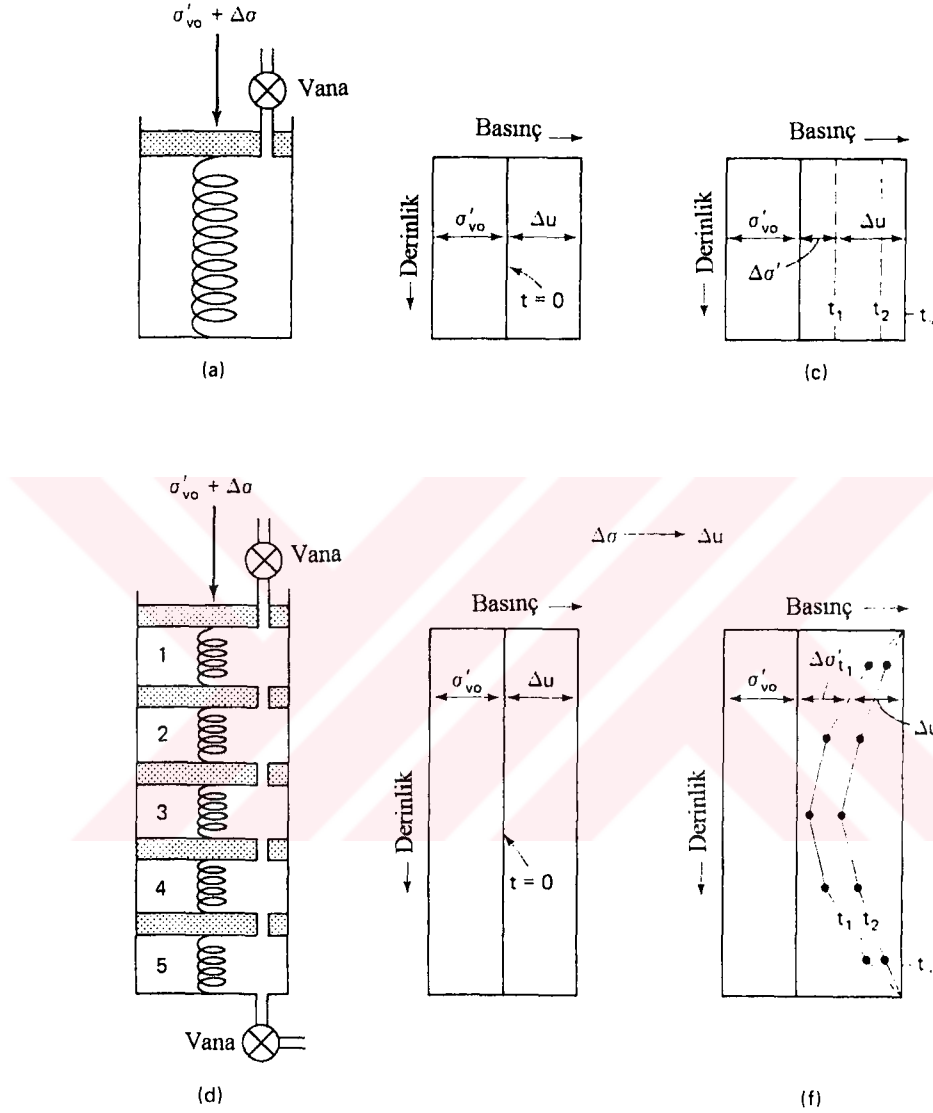 σ'vo + Δσ
Vana
(a)
Basınç
Derinlik
σ'vo
Δu
t = 0
Basınç
Derinlik
σ'vo
Δu
Δσ'
t₁
t₂
(c)
σ'vo + Δσ
Vana
1
2
3
4
5
Vana
(d)
Basınç
Derinlik
σ'vo
Δu
t = 0
Δσ Δu
Basınç
Derinlik
σ'vo
Δσ't₁
Δu
t₁
t₂
(f)